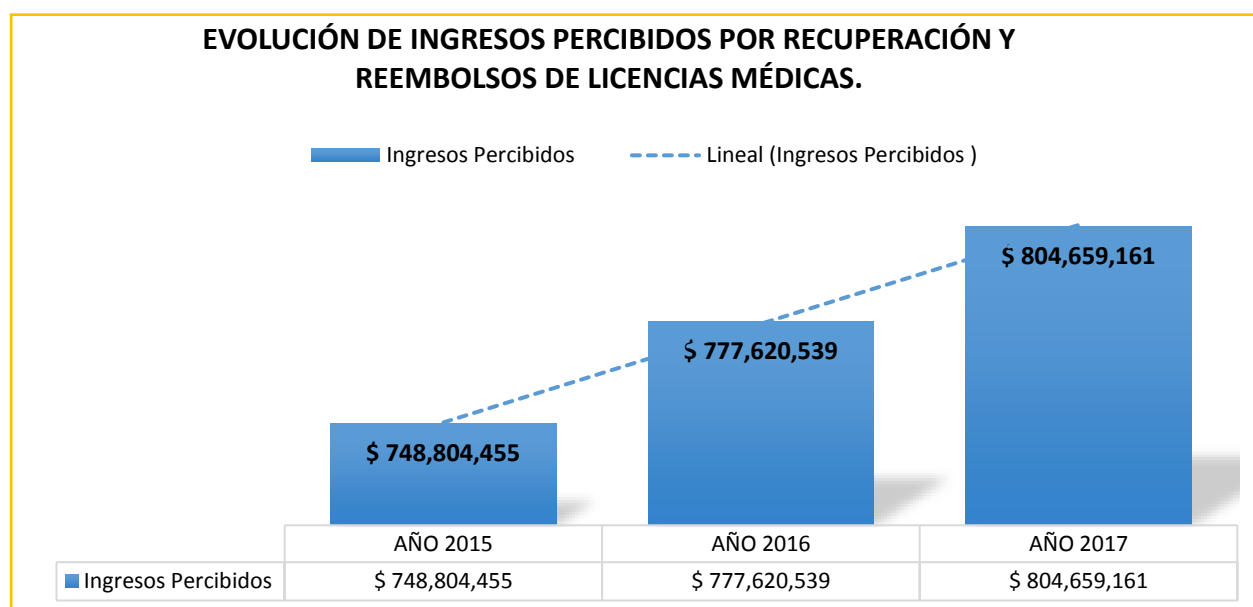 EVOLUCIÓN DE INGRESOS PERCIBIDOS POR RECUPERACIÓN Y
REEMBOLSOS DE LICENCIAS MÉDICAS.
Ingresos Percibidos
Lineal (Ingresos Percibidos )
$ 804,659,161
$ 777,620,539
$ 748,804,455
AÑO 2015 AÑO 2016 AÑO 2017
Ingresos Percibidos $ 748,804,455 $ 777,620,539 $ 804,659,161